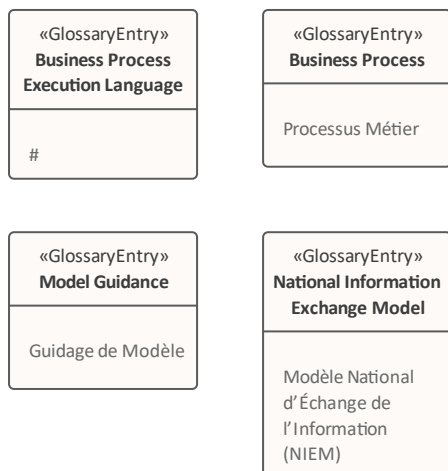 «GlossaryEntry»
Business Process
Execution Language
#
«GlossaryEntry»
Business Process
Processus Métier
«GlossaryEntry»
Model Guidance
Guidage de Modèle
«GlossaryEntry»
National Information
Exchange Model
Modèle National
d’Échange de
l’Information
(NIEM)